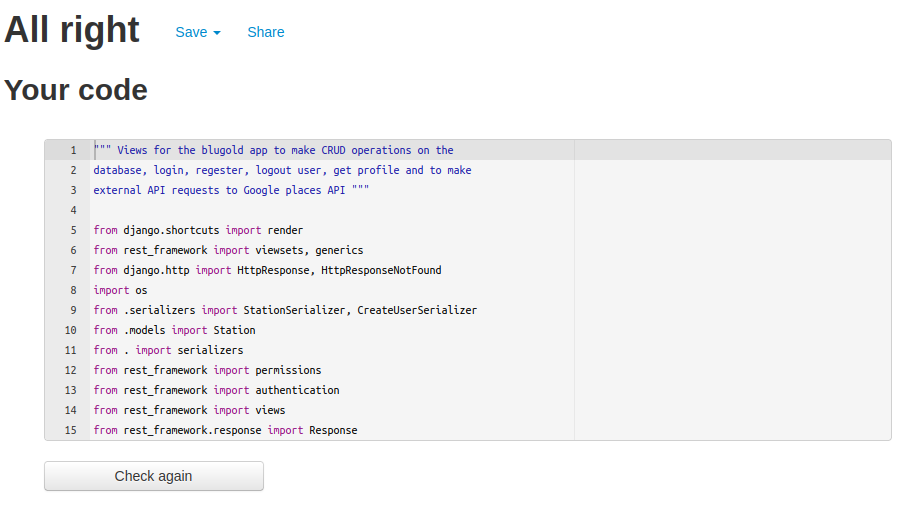 All right Save Share
Your code
1 """ Views for the blugold app to make CRUD operations on the
2 database, login, regester, logout user, get profile and to make
3 external API requests to Google places API """
4
5 from django.shortcuts import render
6 from rest_framework import viewsets, generics
7 from django.http import HttpResponse, HttpResponseNotFound
8 import os
9 from .serializers import StationSerializer, CreateUserSerializer
10 from .models import Station
11 from . import serializers
12 from rest_framework import permissions
13 from rest_framework import authentication
14 from rest_framework import views
15 from rest_framework.response import Response
Check again